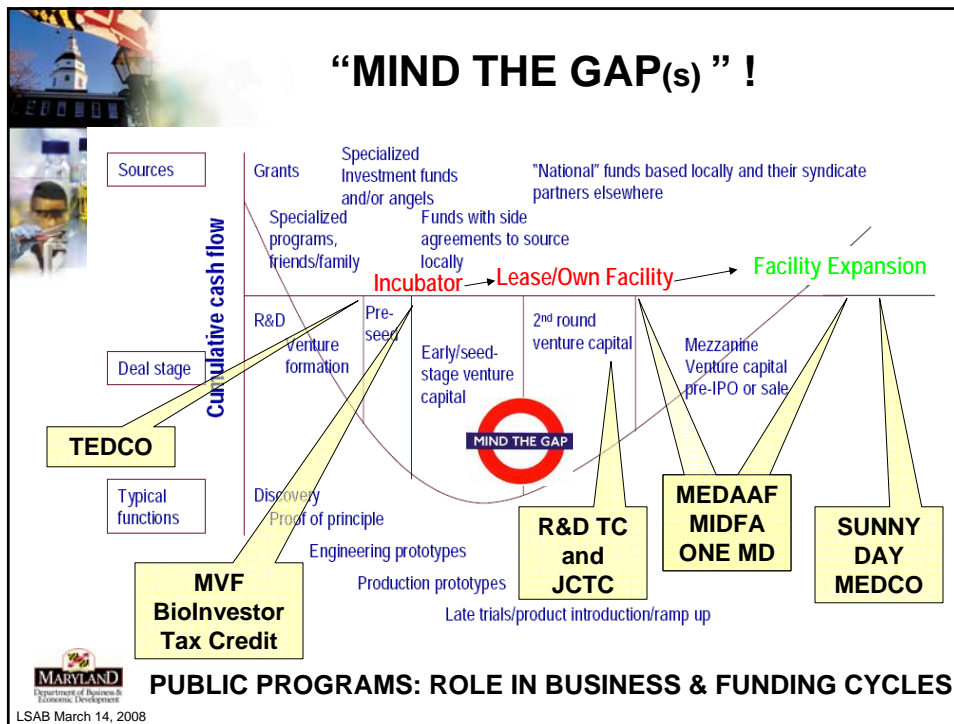 “MIND THE GAP(s) ” !
Sources
Grants
Specialized
Investment funds
and/or angels
"National" funds based locally and their syndicate
partners elsewhere
Specialized
programs,
friends/family
Funds with side
agreements to source
locally
Incubator
Lease/Own Facility
Facility Expansion
Cumulative cash flow
Deal stage
R&D
Venture
formation
Pre-
seed
Early/seed-
stage venture
capital
2nd round
venture capital
Mezzanine
Venture capital
pre-IPO or sale
MIND THE GAP
TEDCO
Typical
functions
Discovery
Proof of principle
Engineering prototypes
Production prototypes
Late trials/product introduction/ramp up
MVF
BioInvestor
Tax Credit
R&D TC
and
JCTC
MEDAAF
MIDFA
ONE MD
SUNNY
DAY
MEDCO
MARYLAND
Department of Business &
Economic Development
PUBLIC PROGRAMS: ROLE IN BUSINESS & FUNDING CYCLES
LSAB March 14, 2008